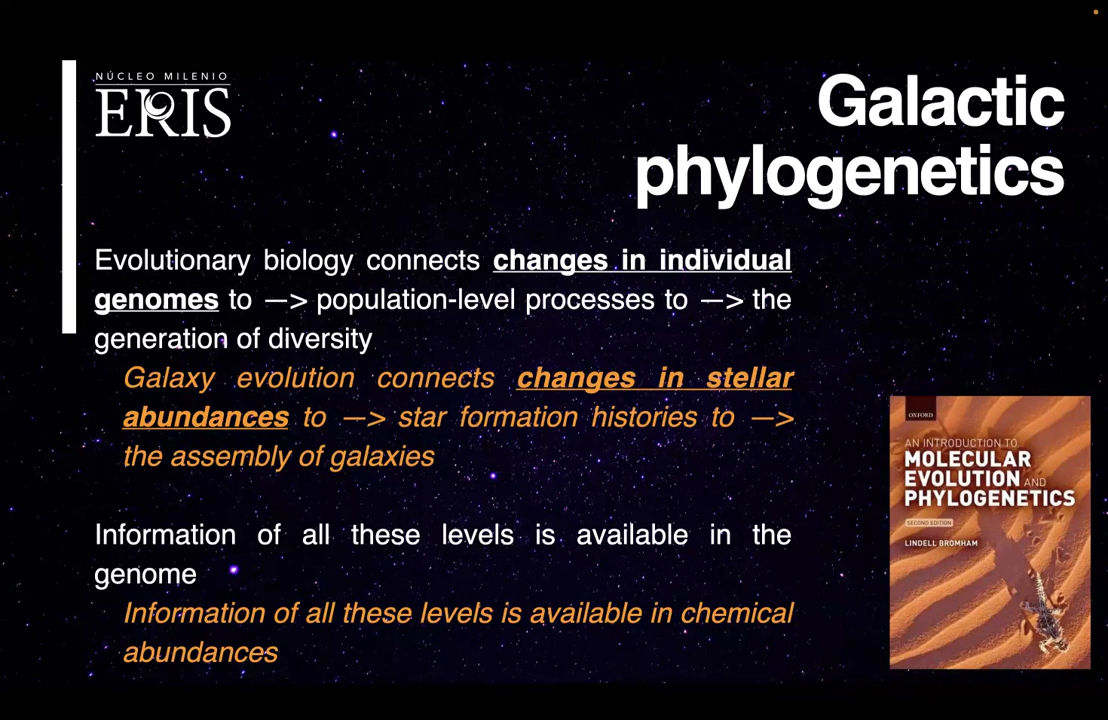 NÚCLEO MILENIO
ERIS
Galactic
phylogenetics
Evolutionary biology connects changes in individual
genomes to —> population-level processes to —> the
generation of diversity
Galaxy evolution connects changes in stellar
abundances to —> star formation histories to —>
the assembly of galaxies
Information of all these levels is available in the
genome
Information of all these levels is available in chemical
abundances
OXFORD
AN INTRODUCTION TO
MOLECULAR
EVOLUTION AND
PHYLOGENETICS
SECOND EDITION
LINDELL BROMHAM